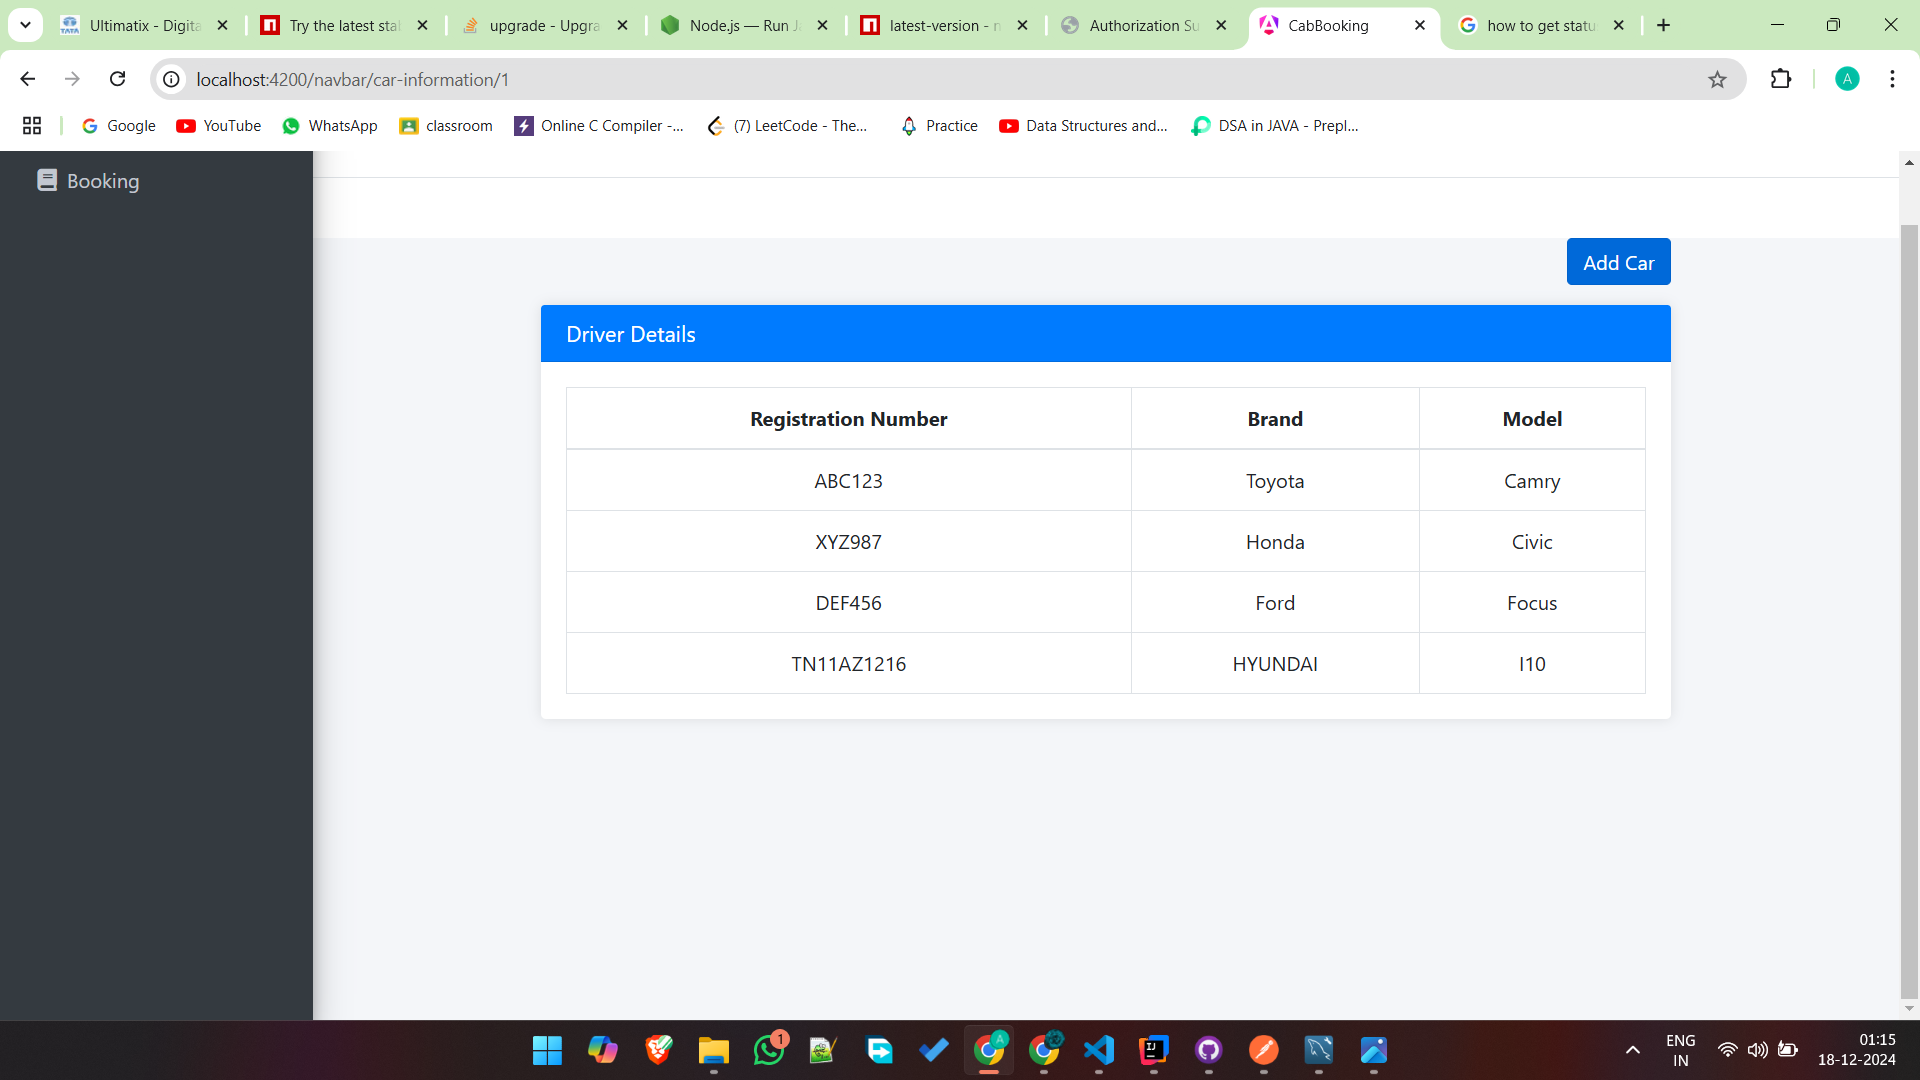 Ultimatix - Digita
Try the latest stal
upgrade - Upgra
Node.js — Run Ja
latest-version - n
Authorization Su
CabBooking
how to get statu
localhost:4200/navbar/car-information/1
A
Google
YouTube
WhatsApp
classroom
Online C Compiler -...
(7) LeetCode - The...
Practice
Data Structures and...
DSA in JAVA - Prepl...
Booking
Add Car
Driver Details
Registration Number Brand Model
ABC123 Toyota Camry
XYZ987 Honda Civic
DEF456 Ford Focus
TN11AZ1216 HYUNDAI I10
1
A
ENG
IN
01:15
18-12-2024